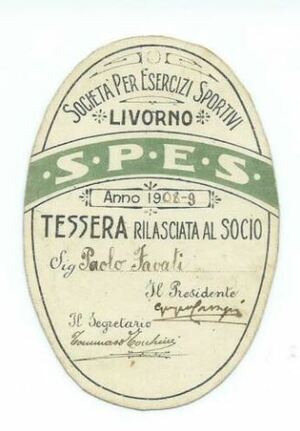 SOCIETÀ PER ESERCIZI SPORTIVI
LIVORNO
·S·P·E·S·
Anno 1908-9
TESSERA RILASCIATA AL SOCIO
Sig Paolo Favati
Il Presidente
Il Segretario
Tommaso